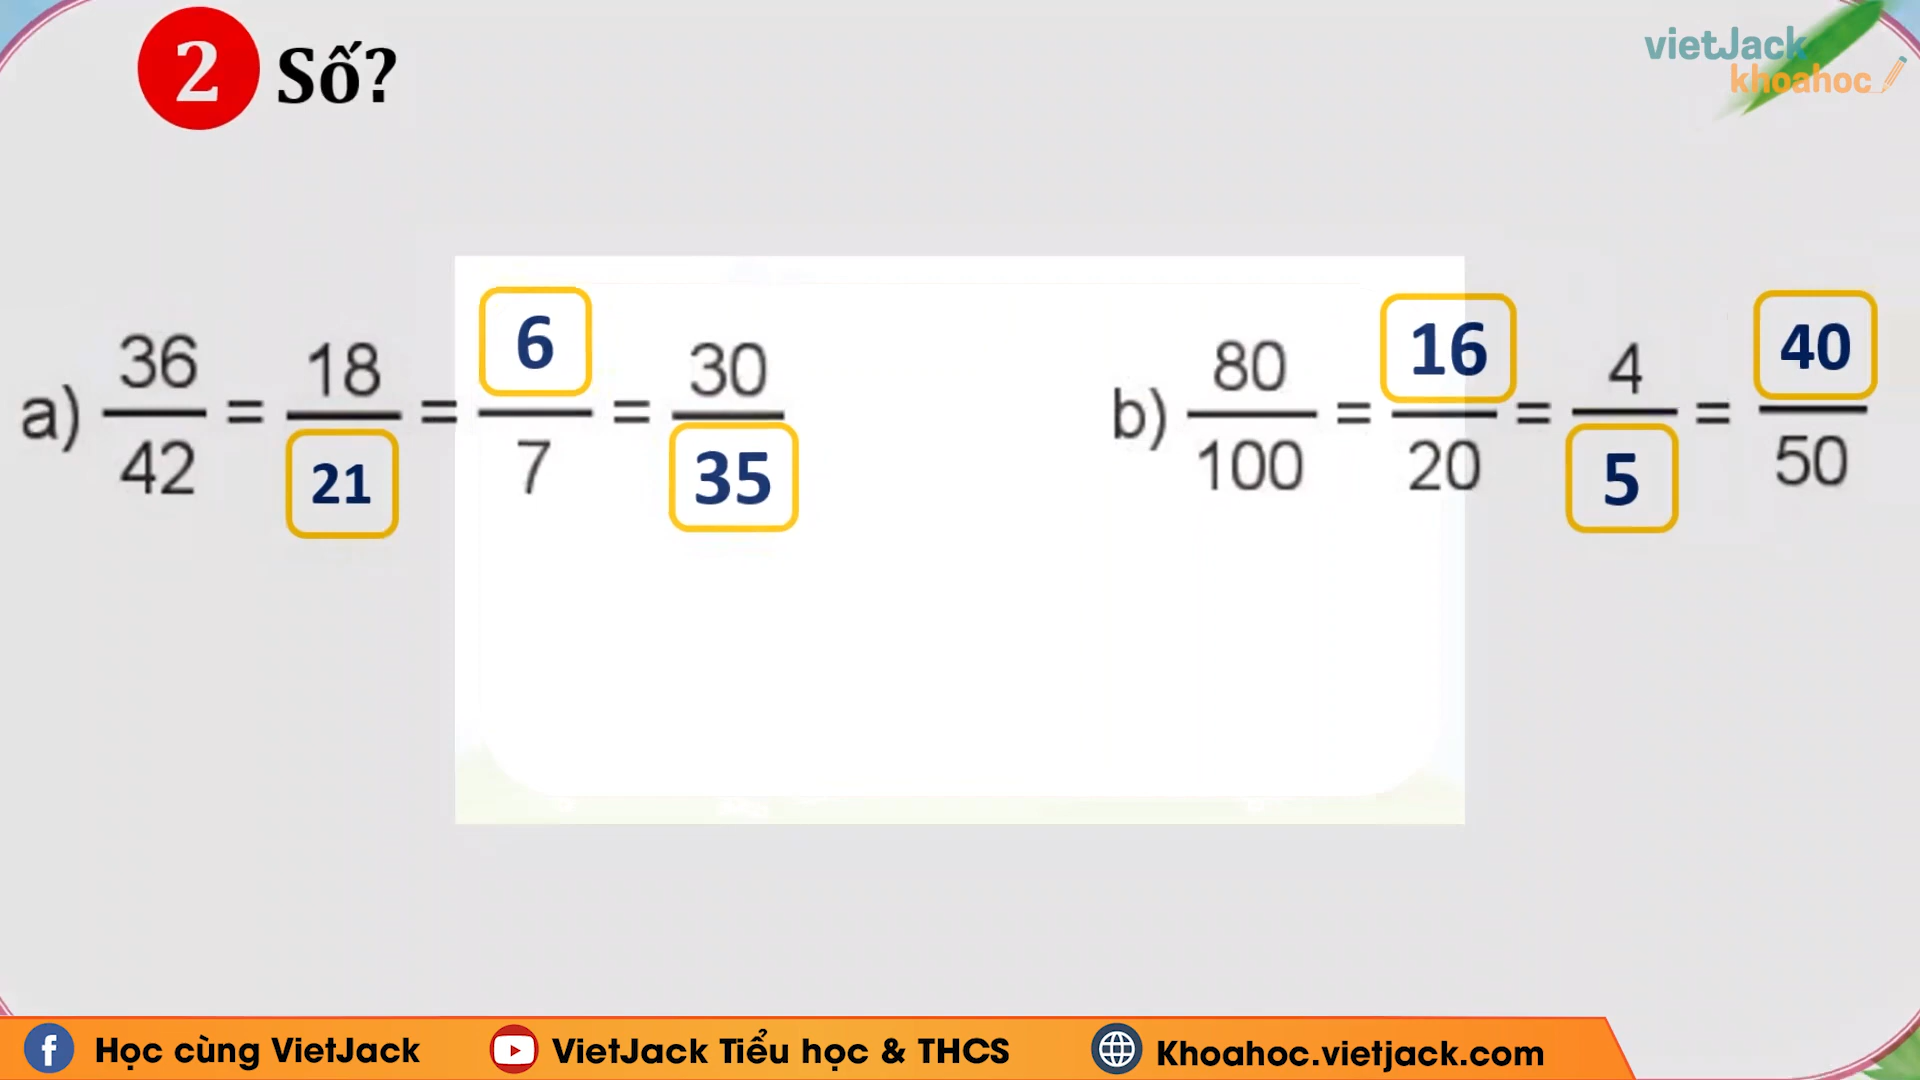 2 Số?
vietJack
khoahoc
a) 36/42 = 18/21 = 6/7 = 30/35
b) 80/100 = 16/20 = 4/5 = 40/50
Học cùng VietJack
VietJack Tiểu học & THCS
Khoahoc.vietjack.com